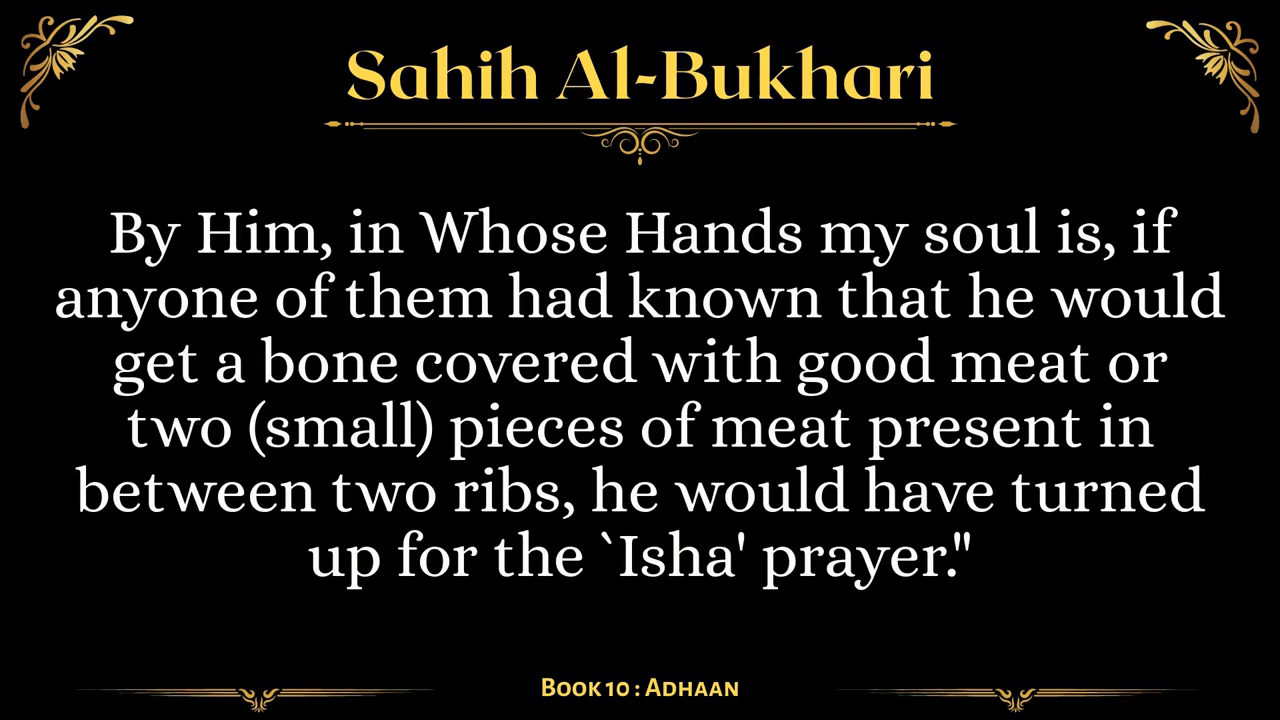 Sahih Al-Bukhari
By Him, in Whose Hands my soul is, if
anyone of them had known that he would
get a bone covered with good meat or
two (small) pieces of meat present in
between two ribs, he would have turned
up for the `Isha' prayer."
Book 10 : Adhaan